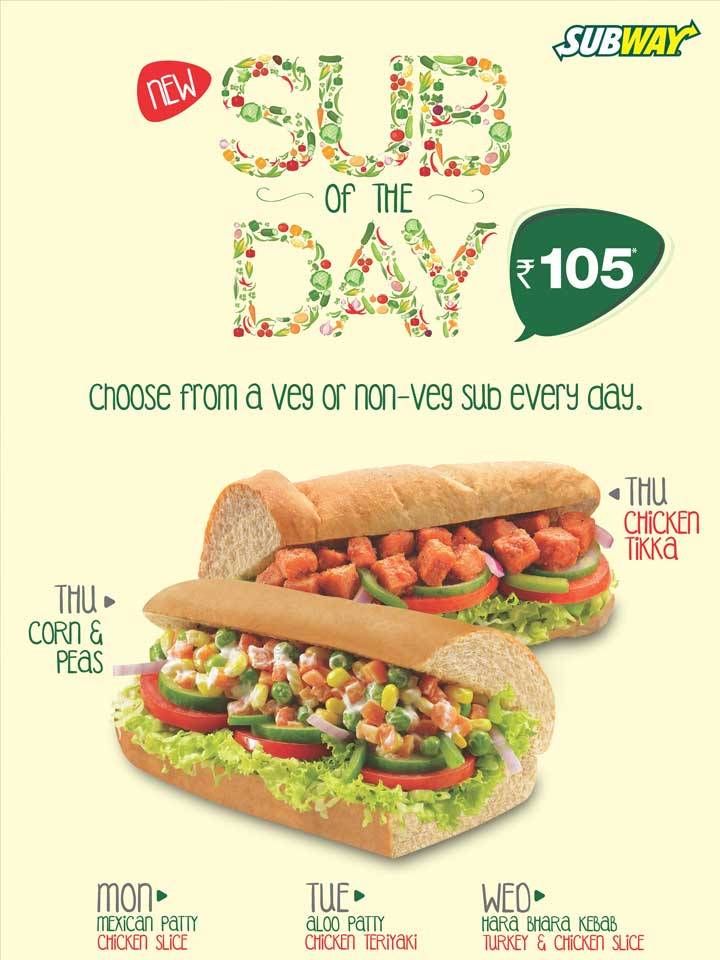 SUBWAY
NEW
SUB
OF THE
DAY
₹105*
Choose from a veg or non-veg sub every day.
THU
CHICKEN
TIKKA
THU
CORN &
PEAS
MON
MEXICAN PATTY
CHICKEN SLICE
TUE
ALOO PATTY
CHICKEN TERIYAKI
WED
HARA BHARA KEBAB
TURKEY & CHICKEN SLICE